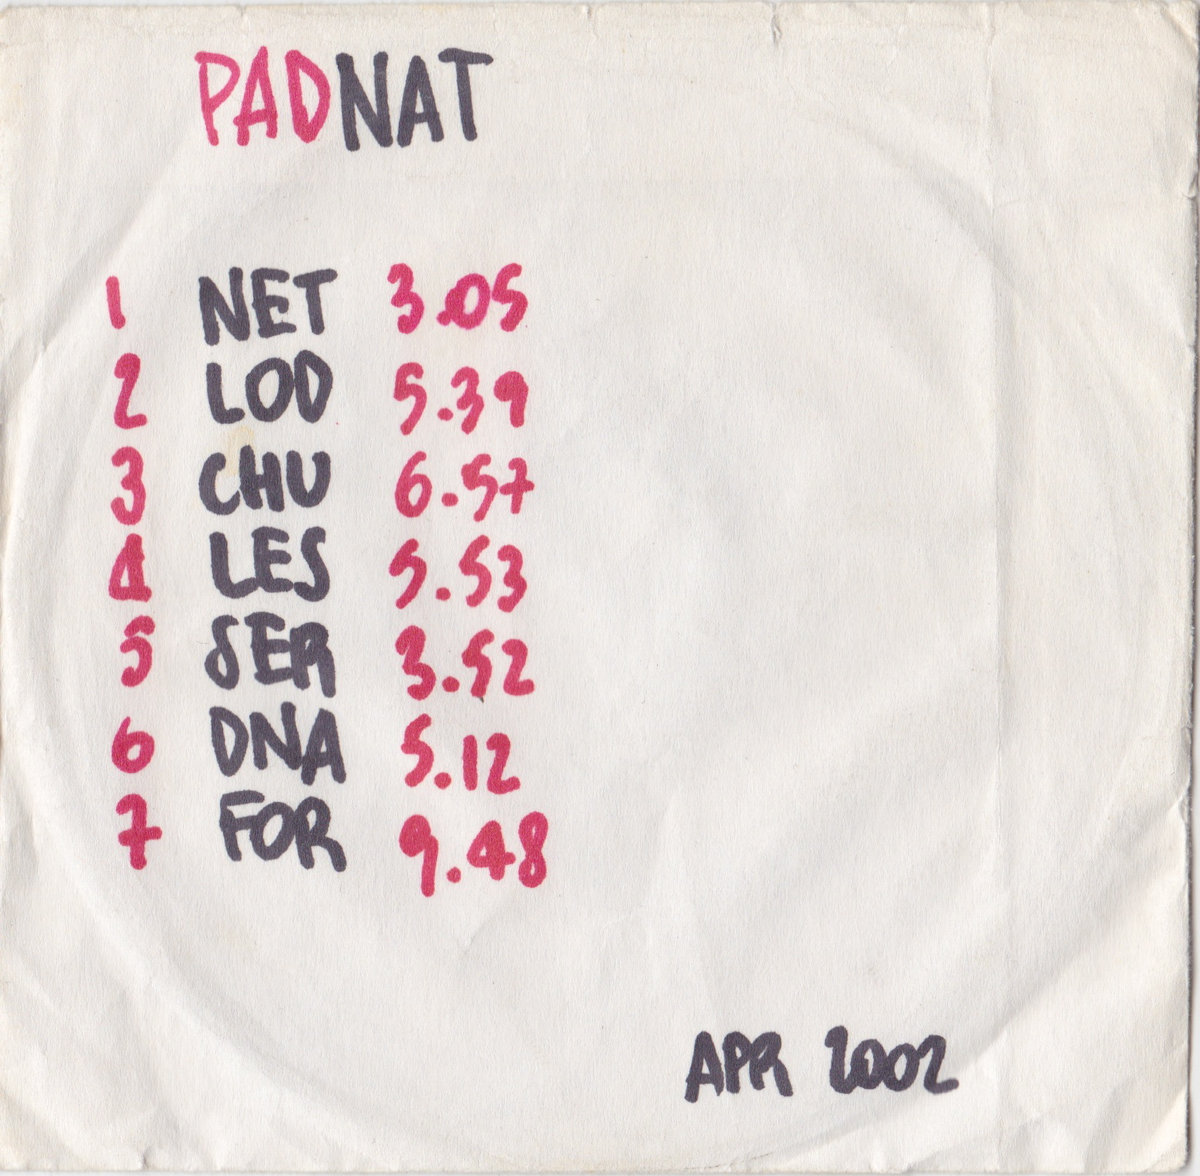 PADNAT
1 NET 3.05
2 LOD 5.39
3 CHU 6.57
4 LES 5.53
5 SER 3.52
6 DNA 5.12
7 FOR 9.48
APR 2002